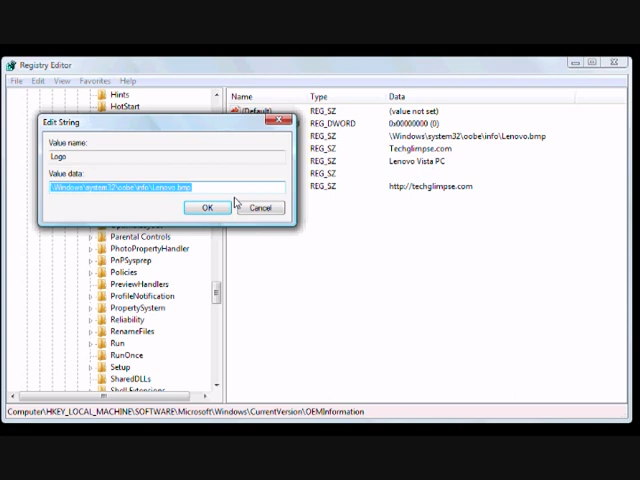 Registry Editor
File Edit View Favorites Help
Hints
HotStart
Name Type Data
(Default) REG_SZ (value not set)
REG_DWORD 0x00000000 (0)
REG_SZ \Windows\system32\oobe\info\Lenovo.bmp
REG_SZ Techglimpse.com
REG_SZ Lenovo Vista PC
REG_SZ
REG_SZ http://techglimpse.com
Edit String
Value name:
Logo
Value data:
\Windows\system32\oobe\info\Lenovo.bmp
OK Cancel
Parental Controls
PhotoPropertyHandler
PnPSysprep
Policies
PreviewHandlers
ProfileNotification
PropertySystem
Reliability
RenameFiles
Run
RunOnce
Setup
SharedDLLs
Shell Extensions
Computer\HKEY_LOCAL_MACHINE\SOFTWARE\Microsoft\Windows\CurrentVersion\OEMInformation